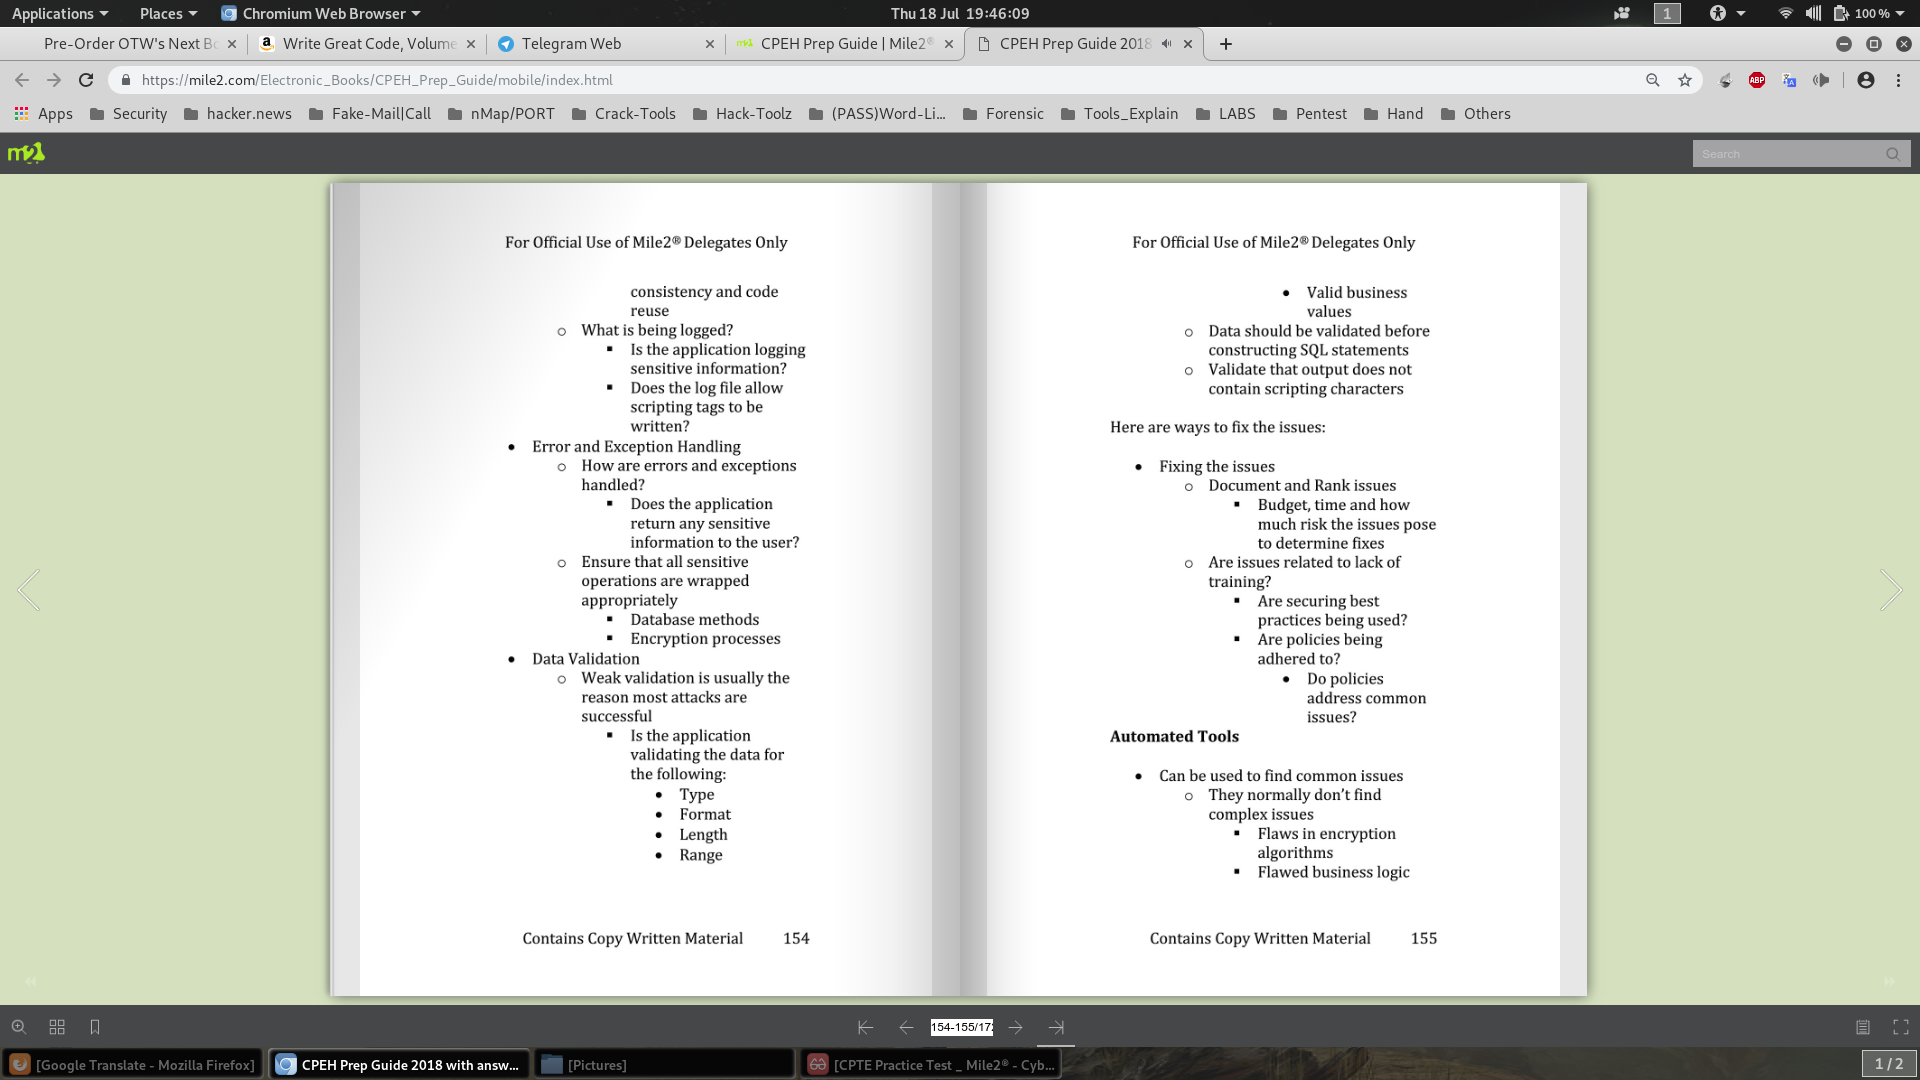 Applications
Places
Chromium Web Browser
Thu 18 Jul 19:46:09
1
100 %
Pre-Order OTW's Next Bo
Write Great Code, Volume
Telegram Web
CPEH Prep Guide | Mile2®
CPEH Prep Guide 2018
https://mile2.com/Electronic_Books/CPEH_Prep_Guide/mobile/index.html
ABP
Apps
Security
hacker.news
Fake-Mail|Call
nMap/PORT
Crack-Tools
Hack-Toolz
(PASS)Word-Li...
Forensic
Tools_Explain
LABS
Pentest
Hand
Others
m2
Search
For Official Use of Mile2® Delegates Only
consistency and code
reuse
o What is being logged?
▪ Is the application logging
sensitive information?
▪ Does the log file allow
scripting tags to be
written?
• Error and Exception Handling
o How are errors and exceptions
handled?
▪ Does the application
return any sensitive
information to the user?
o Ensure that all sensitive
operations are wrapped
appropriately
▪ Database methods
▪ Encryption processes
• Data Validation
o Weak validation is usually the
reason most attacks are
successful
▪ Is the application
validating the data for
the following:
• Type
• Format
• Length
• Range
Contains Copy Written Material 154
For Official Use of Mile2® Delegates Only
• Valid business
values
o Data should be validated before
constructing SQL statements
o Validate that output does not
contain scripting characters
Here are ways to fix the issues:
• Fixing the issues
o Document and Rank issues
▪ Budget, time and how
much risk the issues pose
to determine fixes
o Are issues related to lack of
training?
▪ Are securing best
practices being used?
▪ Are policies being
adhered to?
• Do policies
address common
issues?
Automated Tools
• Can be used to find common issues
o They normally don't find
complex issues
▪ Flaws in encryption
algorithms
▪ Flawed business logic
Contains Copy Written Material 155
154-155/17
[Google Translate - Mozilla Firefox]
CPEH Prep Guide 2018 with answ...
[Pictures]
[CPTE Practice Test _ Mile2® - Cyb...
1 / 2